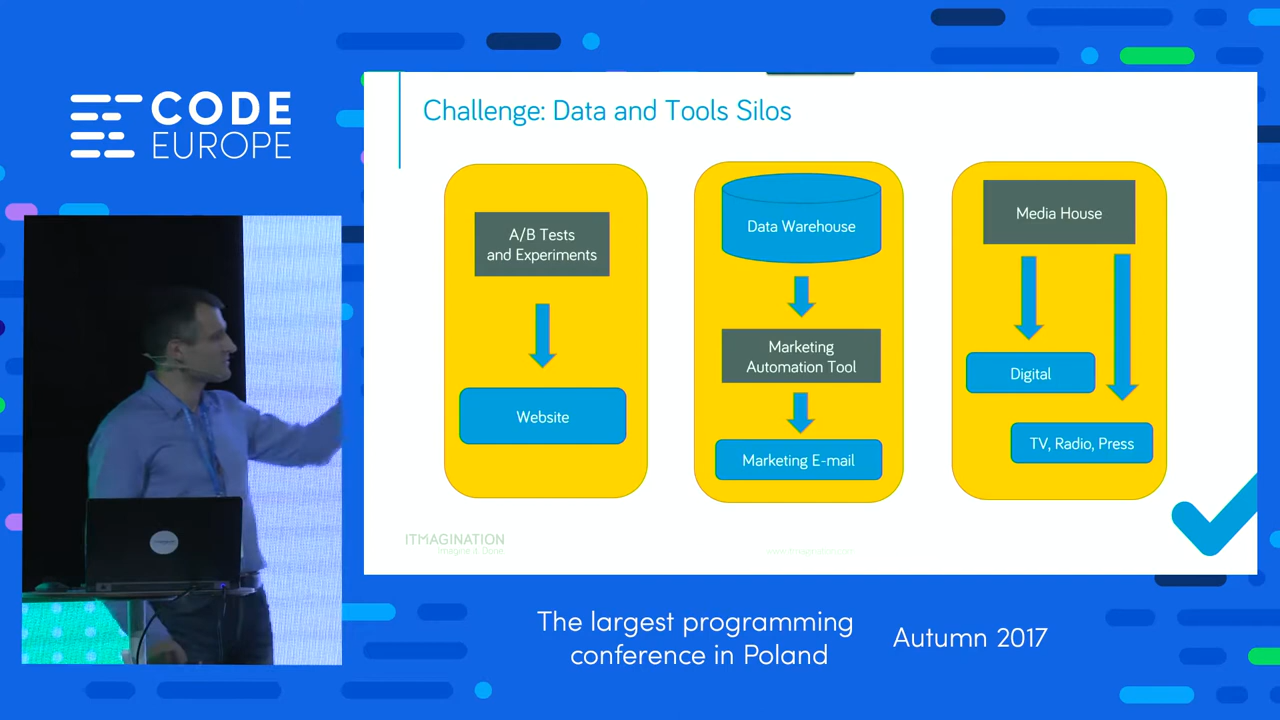 CODE
EUROPE
Challenge: Data and Tools Silos
A/B Tests
and Experiments
Website
Data Warehouse
Marketing
Automation Tool
Marketing E-mail
Media House
Digital
TV, Radio, Press
ITMAGINATION
Imagine it. Done.
The largest programming
conference in Poland
Autumn 2017